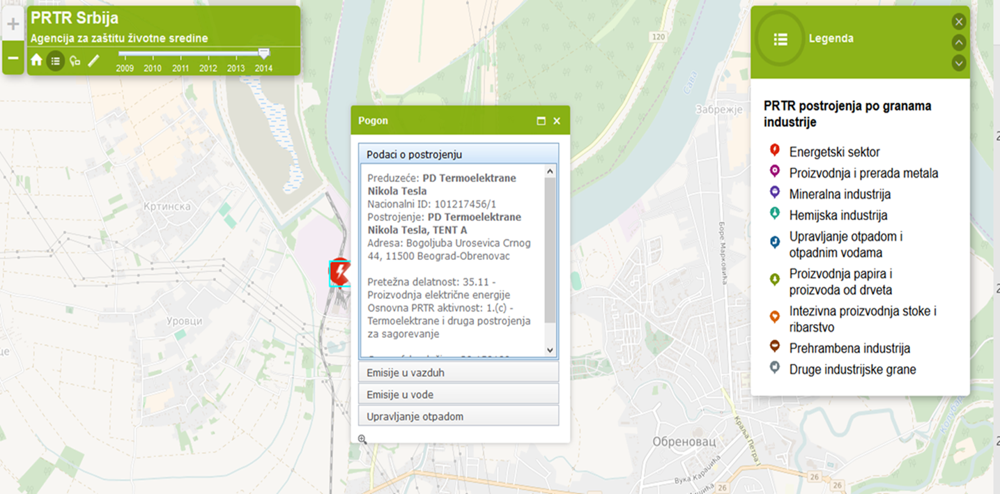 PRTR Srbija
Agencija za zaštitu životne sredine
2009 2010 2011 2012 2013 2014
Pogon
Podaci o postrojenju
Preduzeće: PD Termoelektrane
Nikola Tesla
Nacionalni ID: 101217456/1
Postrojenje: PD Termoelektrane
Nikola Tesla, TENT A
Adresa: Bogoljuba Urosevica Crnog
44, 11500 Beograd-Obrenovac
Pretežna delatnost: 35.11 -
Proizvodnja električne energije
Osnovna PRTR aktivnost: 1.(c) -
Termoelektrane i druga postrojenja
za sagorevanje
Emisije u vazduh
Emisije u vode
Upravljanje otpadom
Legenda
PRTR postrojenja po granama
industrije
Energetski sektor
Proizvodnja i prerada metala
Mineralna industrija
Hemijska industrija
Upravljanje otpadom i
otpadnim vodama
Proizvodnja papira i
proizvoda od drveta
Intezivna proizvodnja stoke i
ribarstvo
Prehrambena industrija
Druge industrijske grane
120
Сава
Забрежје
Кртинска
Уровци
Боре Марковића
Обреновац
Краља Петра I
Вука Караџића
26
26
26
Колубара